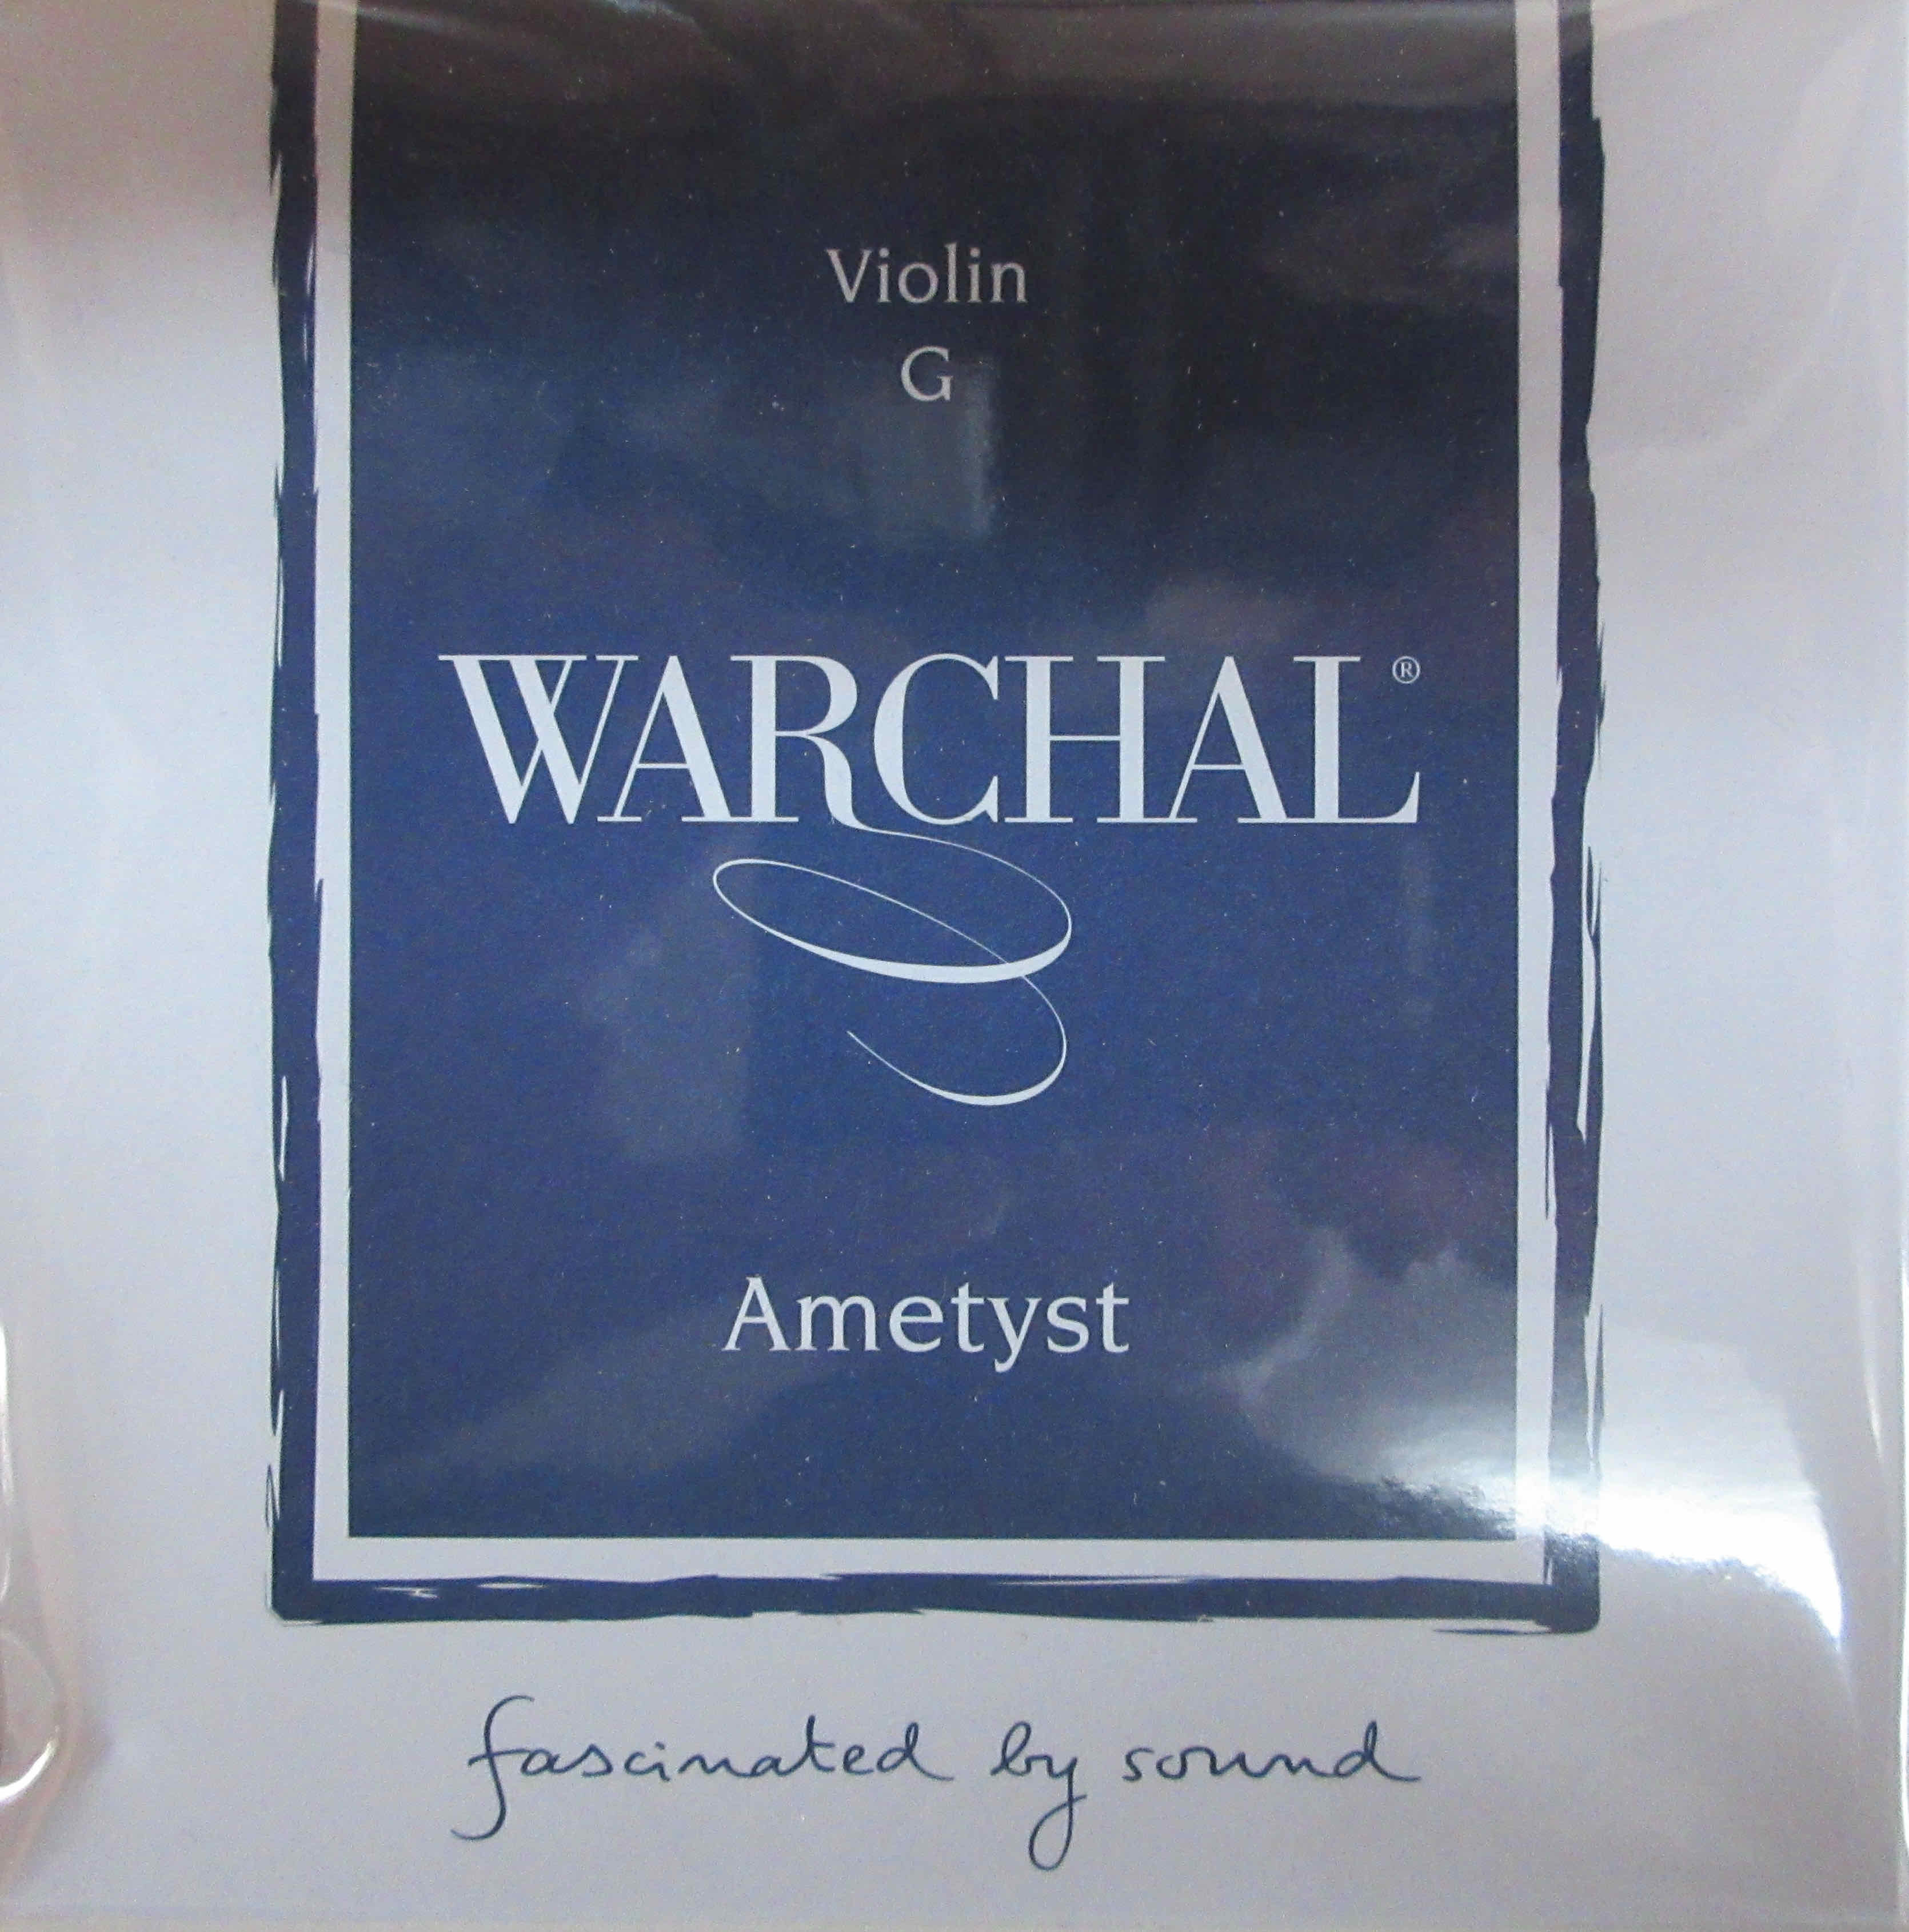 Violin
G
WARCHAL®
Ametyst
fascinated by sound